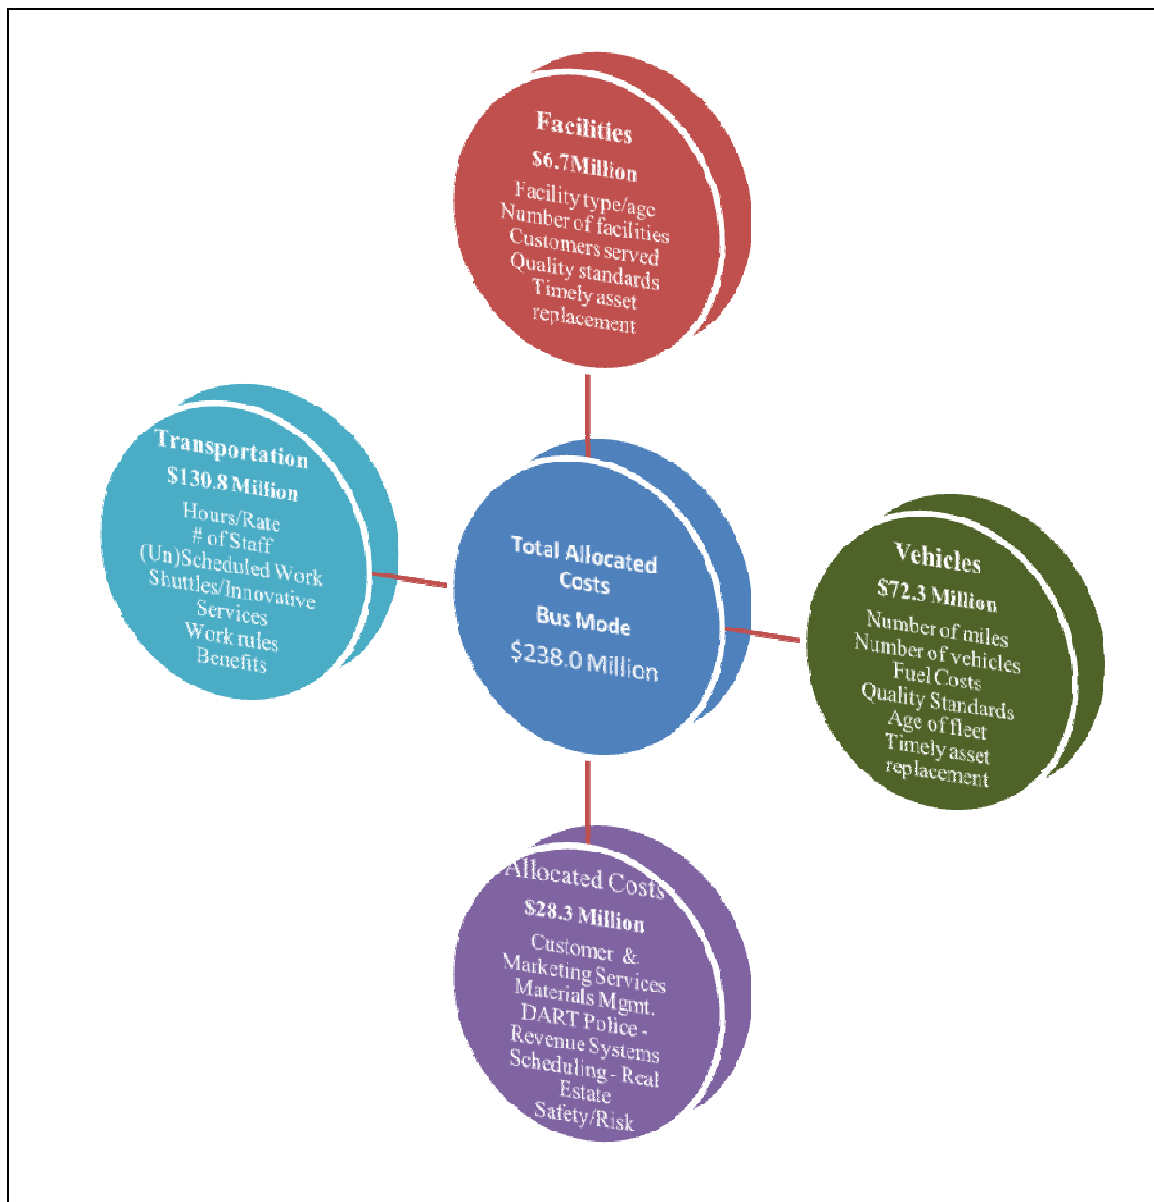 Facilities
$6.7Million
Facility type/age
Number of facilities
Customers served
Quality standards
Timely asset
replacement
Transportation
$130.8 Million
Hours/Rate
# of Staff
(Un)Scheduled Work
Shuttles/Innovative
Services
Work rules
Benefits
Total Allocated
Costs
Bus Mode
$238.0 Million
Vehicles
$72.3 Million
Number of miles
Number of vehicles
Fuel Costs
Quality Standards
Age of fleet
Timely asset
replacement
Allocated Costs
$28.3 Million
Customer &
Marketing Services
Materials Mgmt.
DART Police -
Revenue Systems
Scheduling - Real
Estate
Safety/Risk